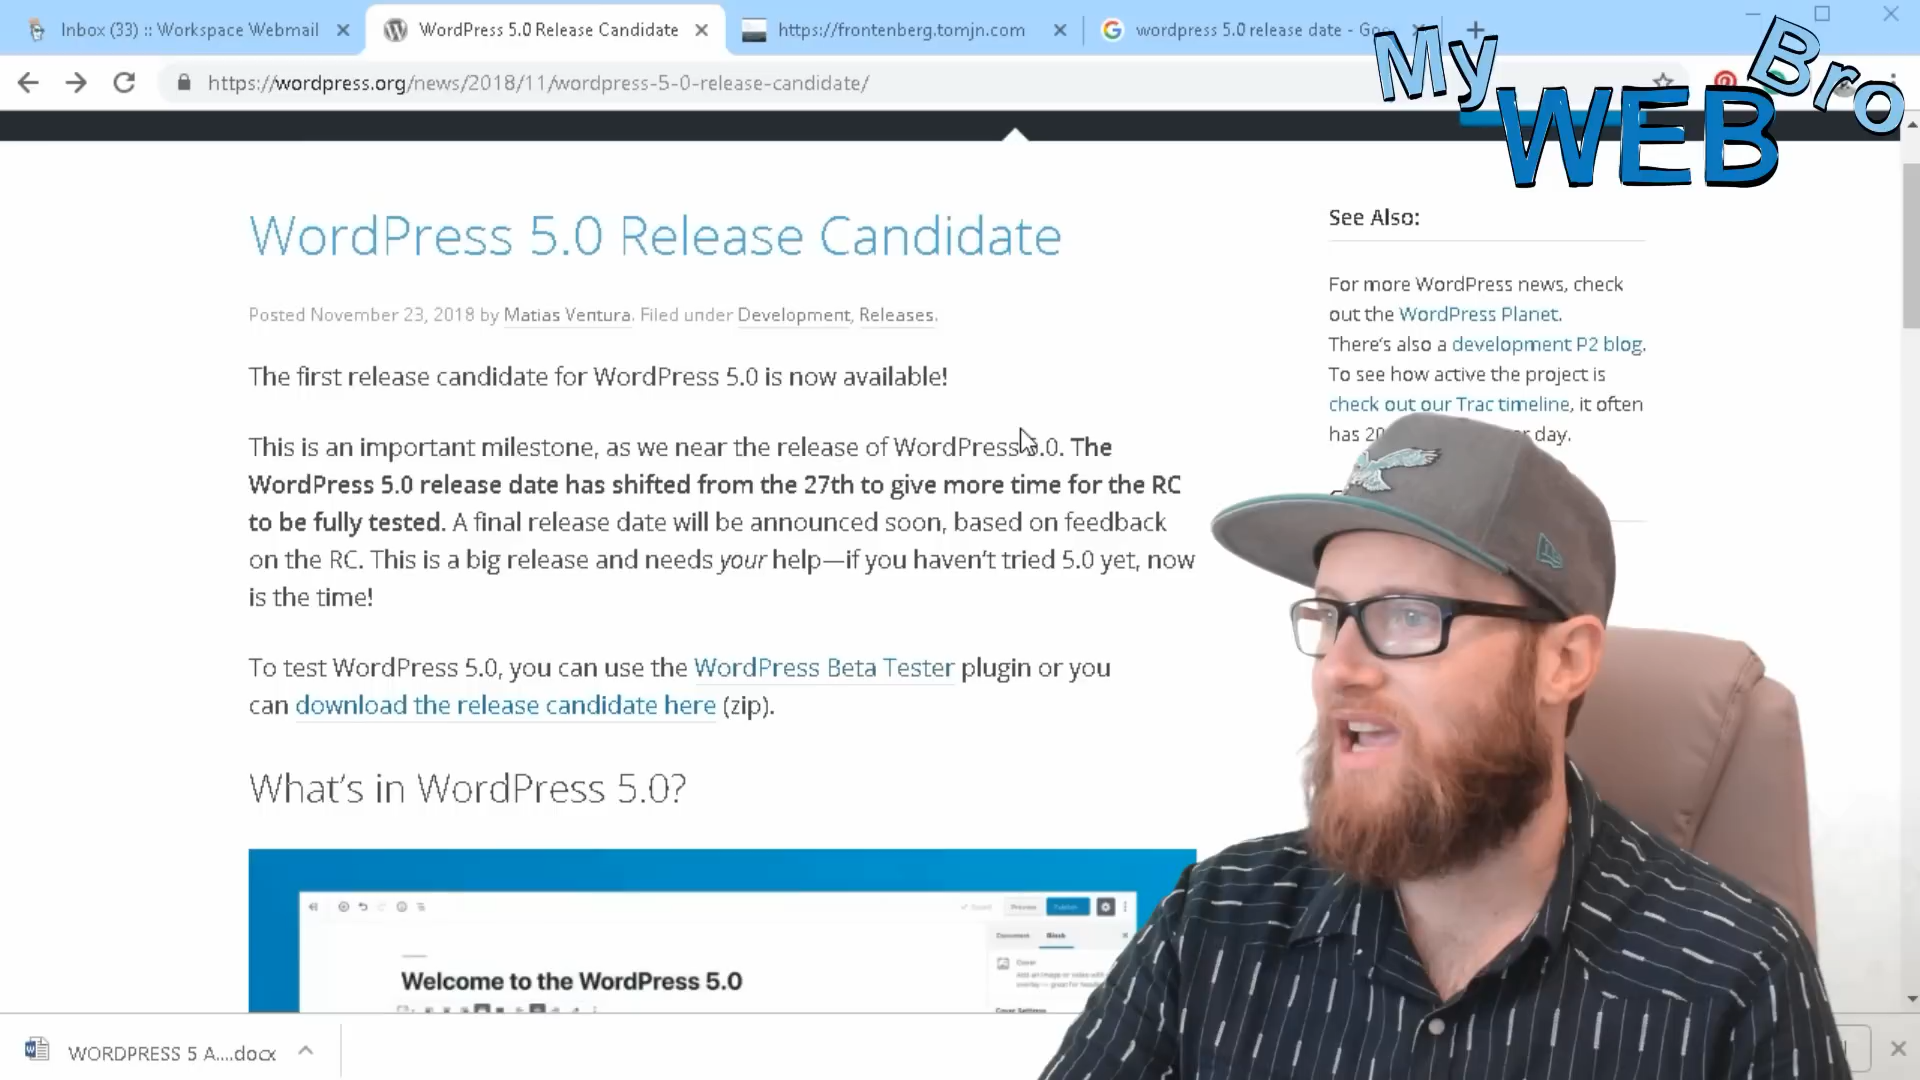 Inbox (33) :: Workspace Webmail
WordPress 5.0 Release Candidate
https://frontenberg.tomjn.com
wordpress 5.0 release date - Goo
https://wordpress.org/news/2018/11/wordpress-5-0-release-candidate/
My WEB Bro
WordPress 5.0 Release Candidate
Posted November 23, 2018 by Matias Ventura. Filed under Development, Releases.
The first release candidate for WordPress 5.0 is now available!
This is an important milestone, as we near the release of WordPress 5.0. The
WordPress 5.0 release date has shifted from the 27th to give more time for the RC
to be fully tested. A final release date will be announced soon, based on feedback
on the RC. This is a big release and needs your help—if you haven't tried 5.0 yet, now
is the time!
To test WordPress 5.0, you can use the WordPress Beta Tester plugin or you
can download the release candidate here (zip).
What's in WordPress 5.0?
Saved Preview Publish
Document Block
Cover
Welcome to the WordPress 5.0
Cover Settings
See Also:
For more WordPress news, check
out the WordPress Planet.
There's also a development P2 blog.
To see how active the project is
check out our Trac timeline, it often
has 20 r day.
WORDPRESS 5 A....docx